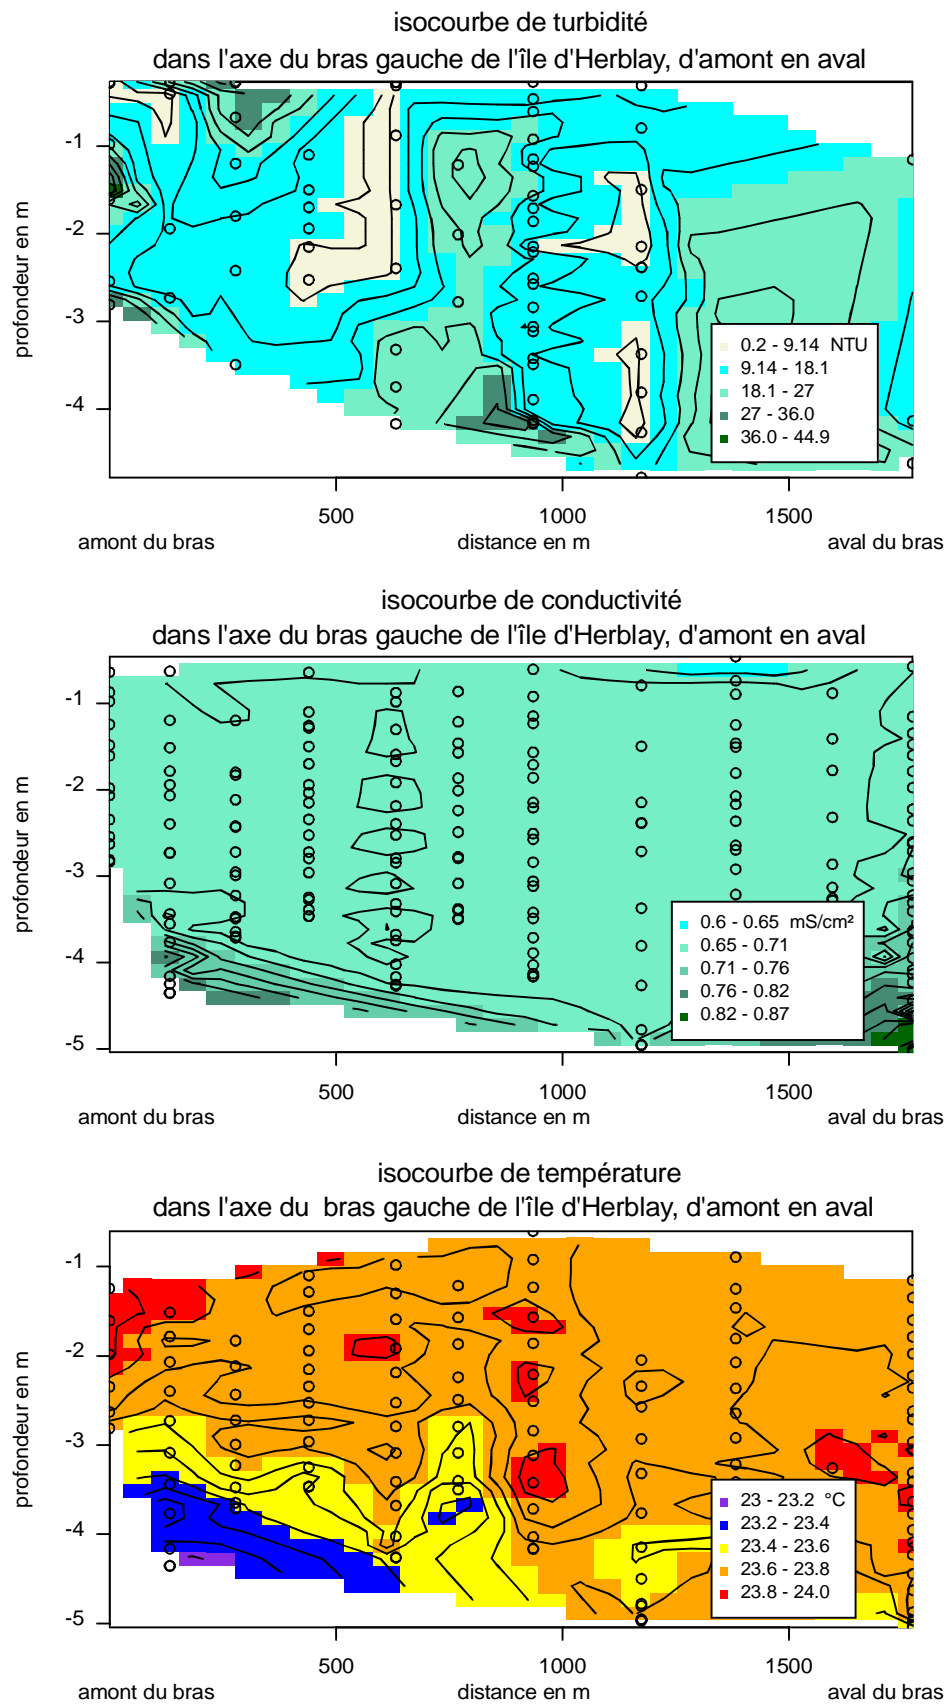 isocourbe de turbidité
dans l'axe du bras gauche de l'île d'Herblay, d'amont en aval
profondeur en m
-1
-2
-3
-4
0.2 - 9.14 NTU
9.14 - 18.1
18.1 - 27
27 - 36.0
36.0 - 44.9
500 1000 1500
amont du bras distance en m aval du bras
isocourbe de conductivité
dans l'axe du bras gauche de l'île d'Herblay, d'amont en aval
profondeur en m
-1
-2
-3
-4
-5
0.6 - 0.65 mS/cm²
0.65 - 0.71
0.71 - 0.76
0.76 - 0.82
0.82 - 0.87
500 1000 1500
amont du bras distance en m aval du bras
isocourbe de température
dans l'axe du bras gauche de l'île d'Herblay, d'amont en aval
profondeur en m
-1
-2
-3
-4
-5
23 - 23.2 °C
23.2 - 23.4
23.4 - 23.6
23.6 - 23.8
23.8 - 24.0
500 1000 1500
amont du bras distance en m aval du bras